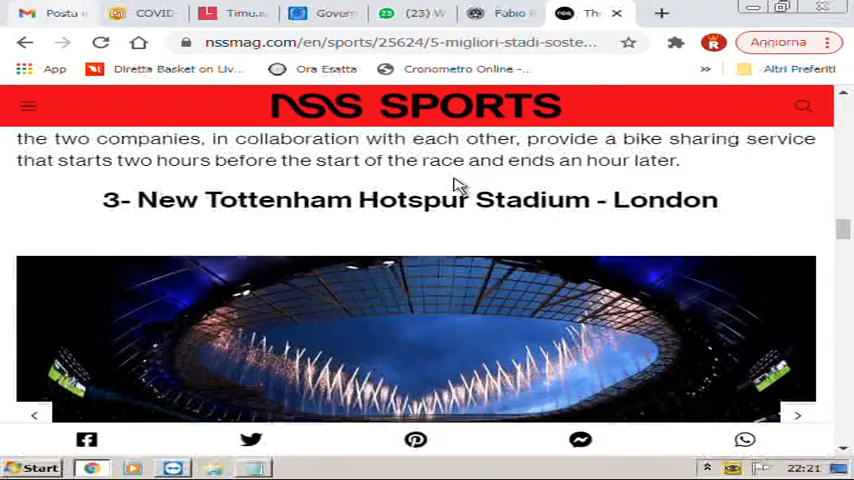 Posta
COVID-
Timu.is
Govern
(23) W
Fabio R
Th
nssmag.com/en/sports/25624/5-migliori-stadi-soste...
Aggiorna
App
Diretta Basket on Liv...
Ora Esatta
Cronometro Online -...
Altri Preferiti
NSS SPORTS
the two companies, in collaboration with each other, provide a bike sharing service
that starts two hours before the start of the race and ends an hour later.
3- New Tottenham Hotspur Stadium - London
Start
22:21